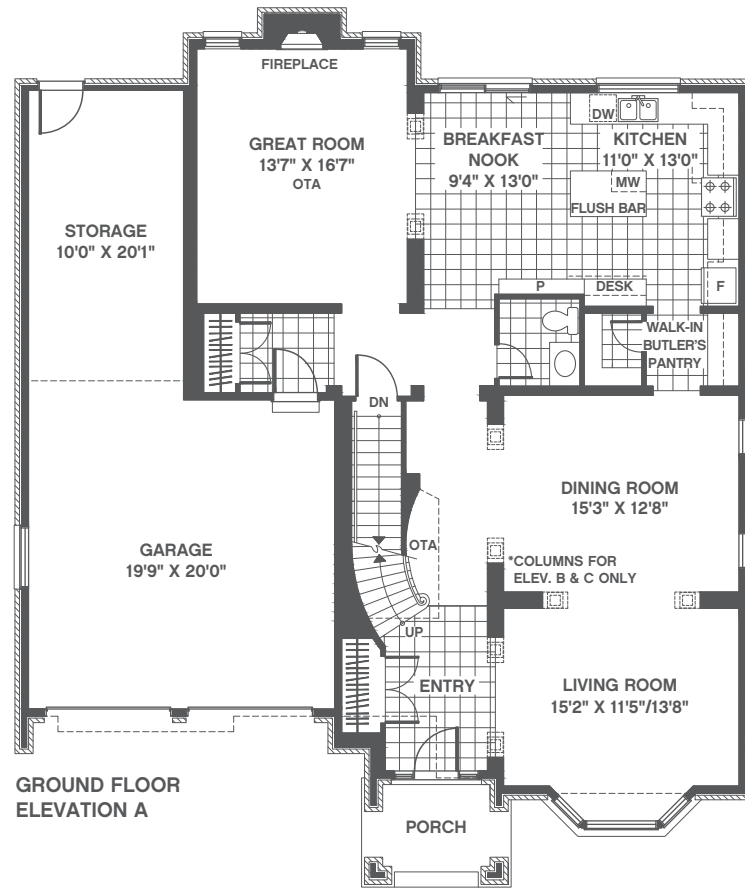 FIREPLACE
GREAT ROOM
13'7" X 16'7"
OTA
BREAKFAST
NOOK
9'4" X 13'0"
DW
KITCHEN
11'0" X 13'0"
MW
FLUSH BAR
STORAGE
10'0" X 20'1"
P
DESK
F
WALK-IN
BUTLER'S
PANTRY
DN
DINING ROOM
15'3" X 12'8"
OTA
*COLUMNS FOR
ELEV. B & C ONLY
GARAGE
19'9" X 20'0"
UP
ENTRY
LIVING ROOM
15'2" X 11'5"/13'8"
GROUND FLOOR
ELEVATION A
PORCH